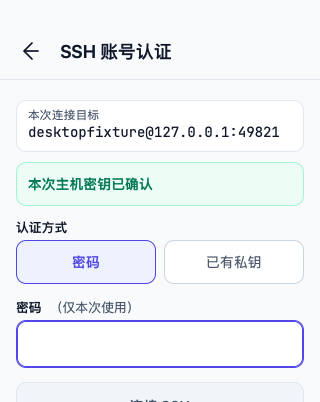 SSH 账号认证
本次连接目标
desktopfixture@127.0.0.1:49821
本次主机密钥已确认
认证方式
密码 已有私钥
密码 （仅本次使用）